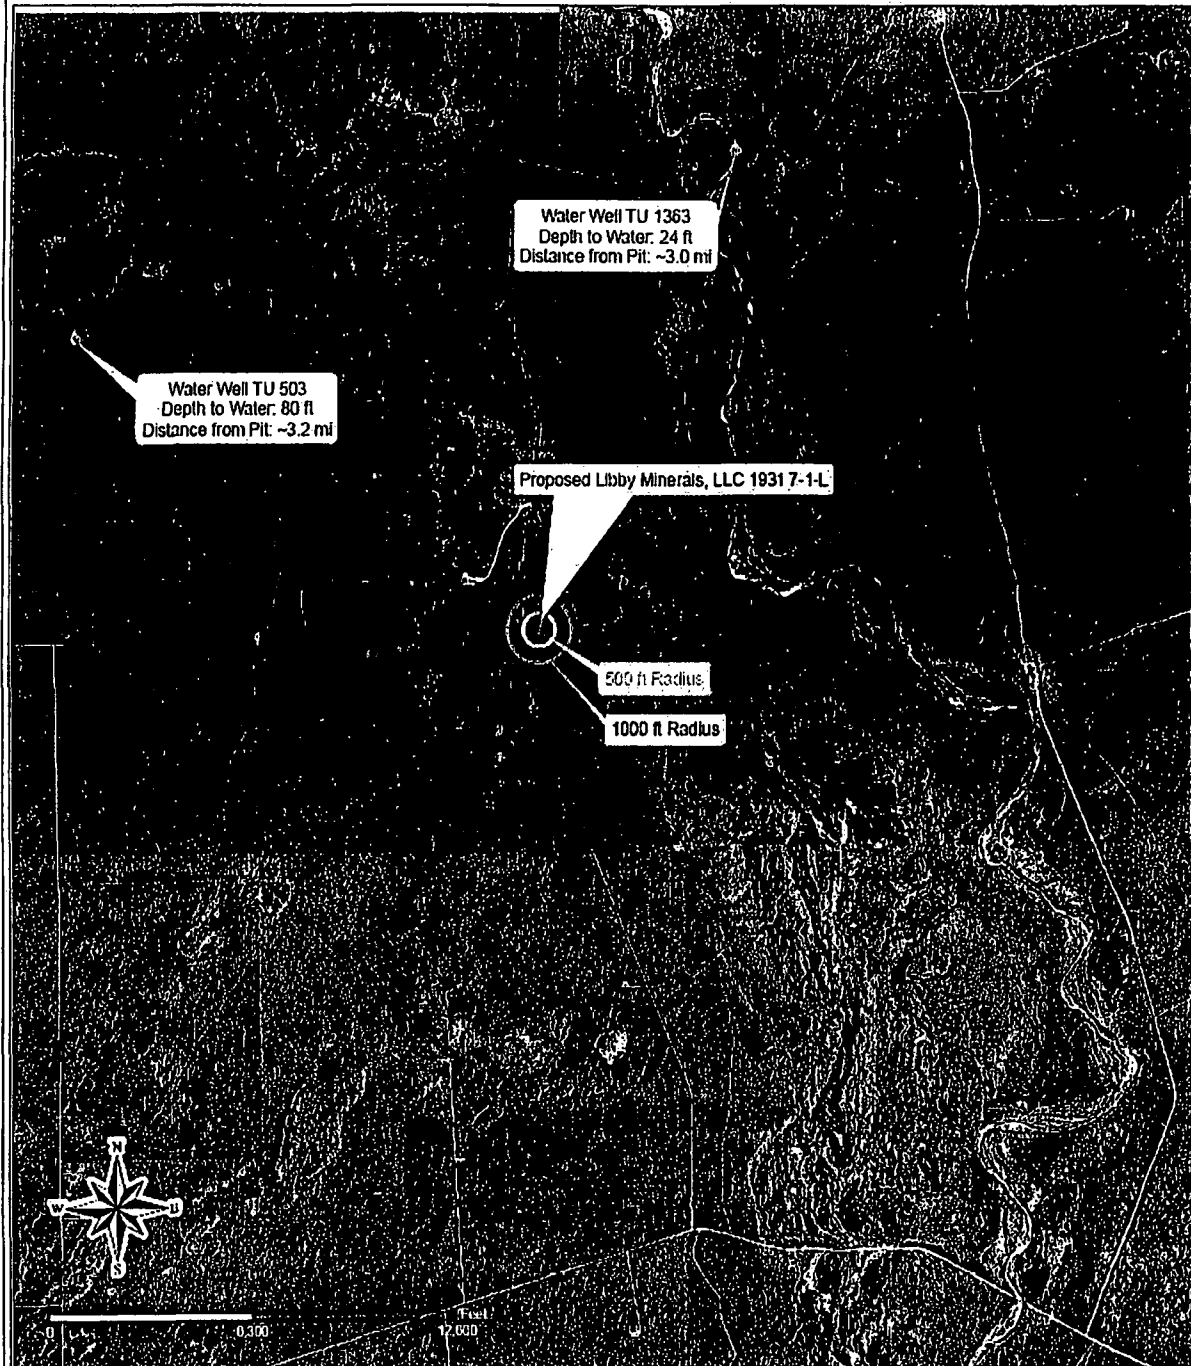 Water Well TU 1363
Depth to Water: 24 ft
Distance from Pit: ~3.0 mi
Water Well TU 503
Depth to Water: 80 ft
Distance from Pit: ~3.2 mi
Proposed Libby Minerals, LLC 1931 7-1-L
500 ft Radius
1000 ft Radius
N
W
E
S
Feet
0